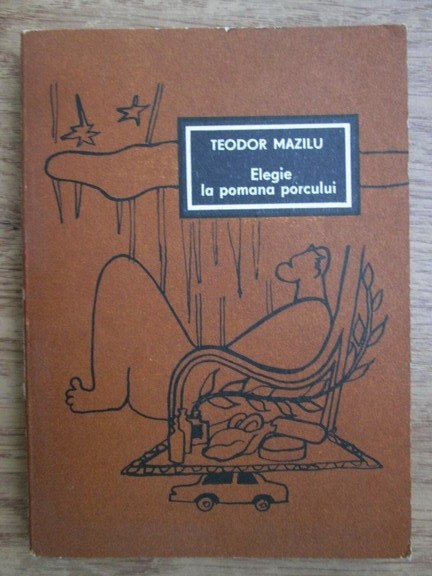 TEODOR MAZILU
Elegie
la pomana porcului